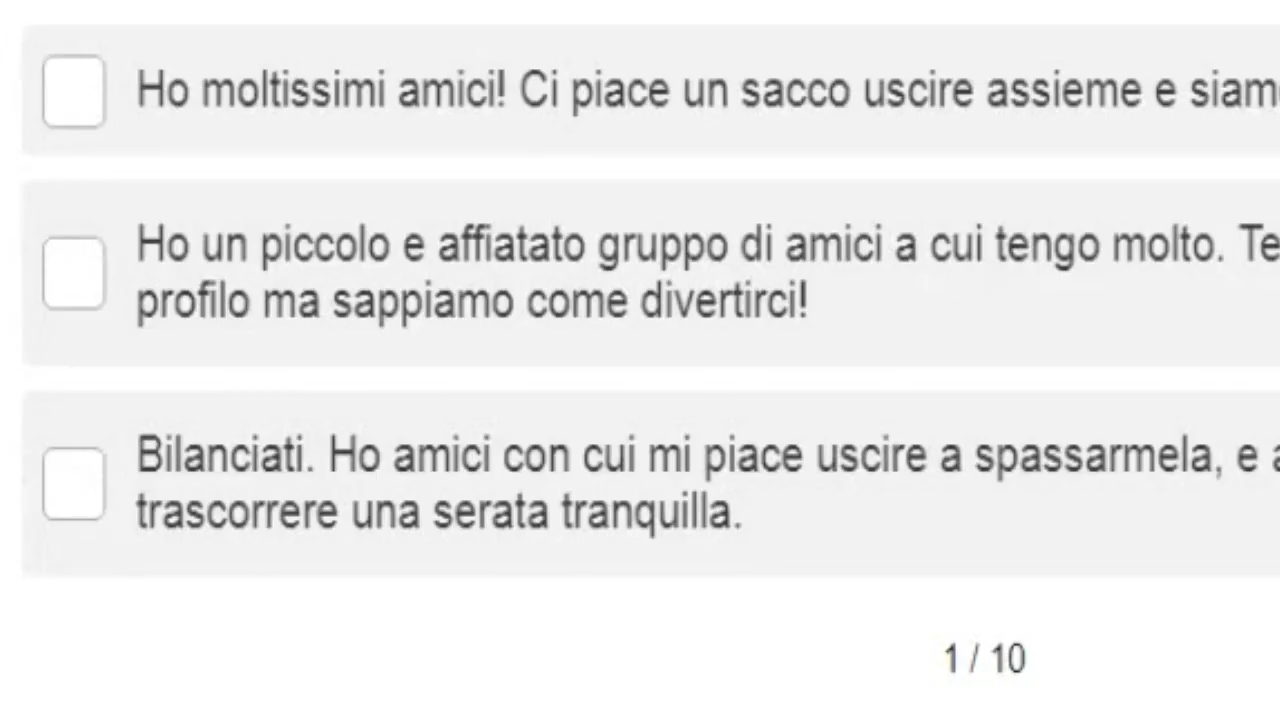 Ho moltissimi amici! Ci piace un sacco uscire assieme e
Ho un piccolo e affiatato gruppo di amici a cui tengo molto.
profilo ma sappiamo come divertirci!
Bilanciati. Ho amici con cui mi piace uscire a spassarmela, e
trascorrere una serata tranquilla.
1 / 10